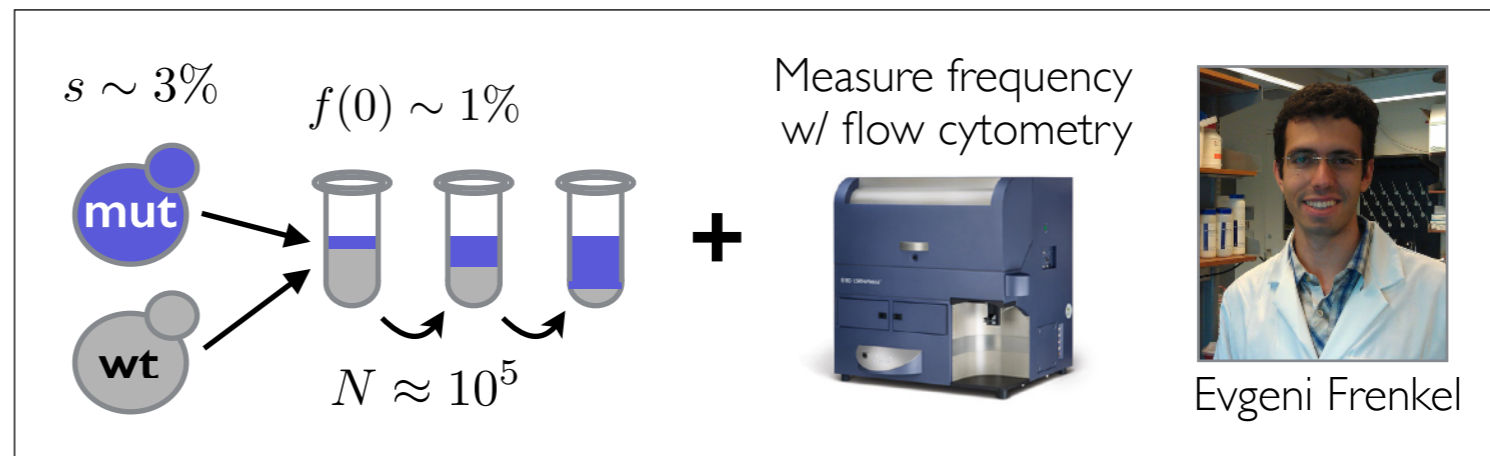 s ∼ 3%
f(0) ∼ 1%
mut
wt
N ≈ 10⁵
+
Measure frequency
w/ flow cytometry
Evgeni Frenkel